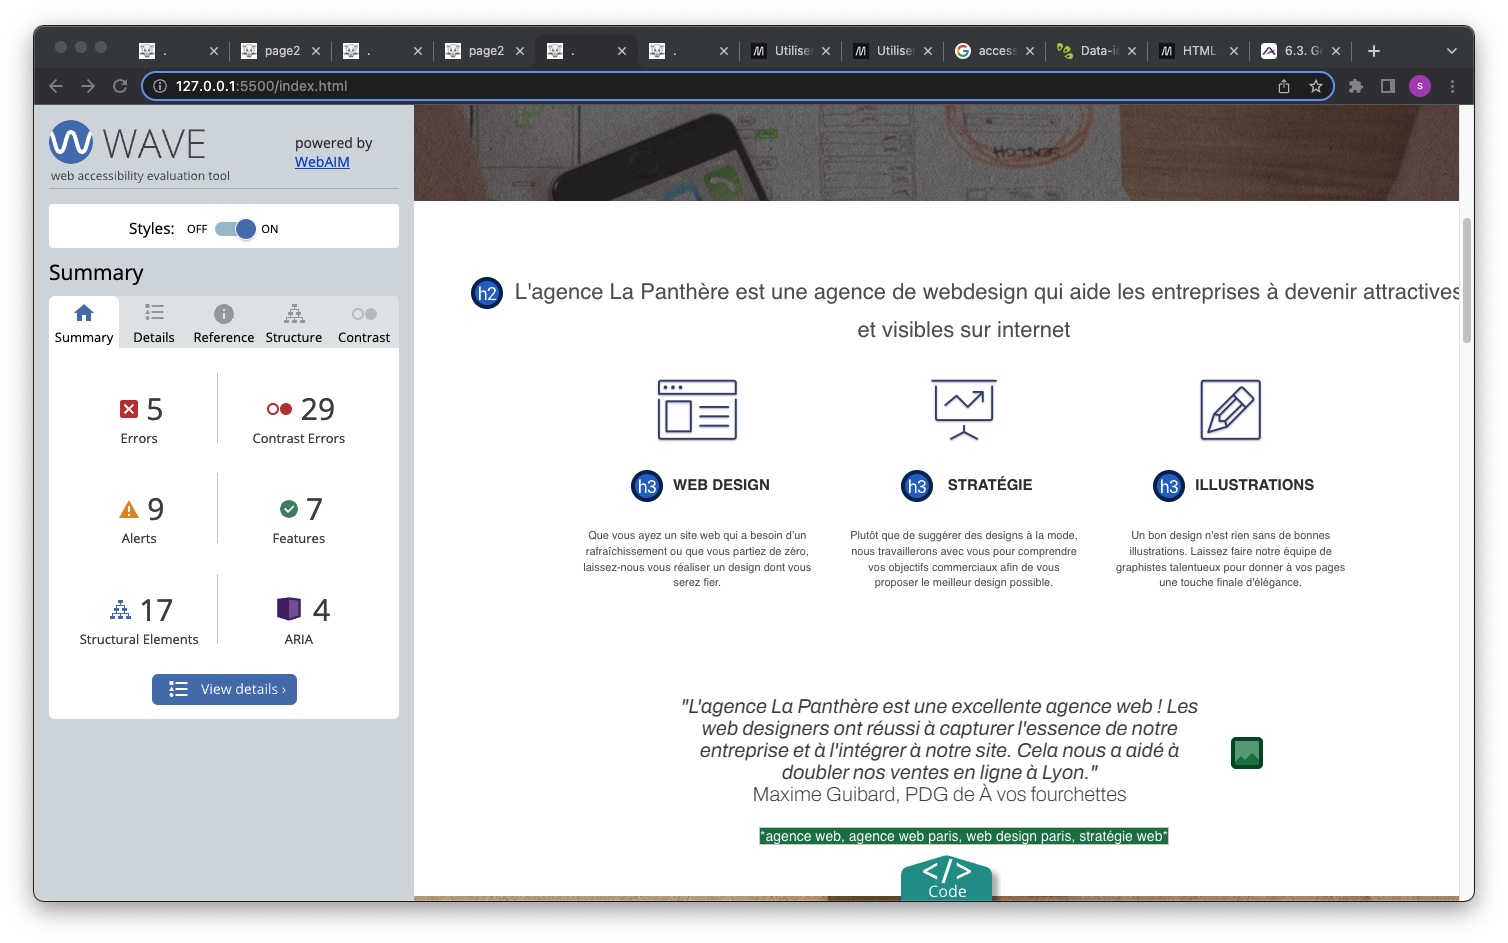 .
page2
.
page2
.
.
Utiliser
Utiliser
access
Data-ic
HTML
6.3. Ge
127.0.0.1:5500/index.html
s
WAVE
web accessibility evaluation tool
powered by
WebAIM
Styles: OFF ON
Summary
Summary Details Reference Structure Contrast
5
Errors
29
Contrast Errors
9
Alerts
7
Features
17
Structural Elements
4
ARIA
View details ›
h2 L'agence La Panthère est une agence de webdesign qui aide les entreprises à devenir attractives
et visibles sur internet
h3 WEB DESIGN
Que vous ayez un site web qui a besoin d'un
rafraîchissement ou que vous partiez de zéro,
laissez-nous vous réaliser un design dont vous
serez fier.
h3 STRATÉGIE
Plutôt que de suggérer des designs à la mode,
nous travaillerons avec vous pour comprendre
vos objectifs commerciaux afin de vous
proposer le meilleur design possible.
h3 ILLUSTRATIONS
Un bon design n'est rien sans de bonnes
illustrations. Laissez faire notre équipe de
graphistes talentueux pour donner à vos pages
une touche finale d'élégance.
"L'agence La Panthère est une excellente agence web ! Les
web designers ont réussi à capturer l'essence de notre
entreprise et à l'intégrer à notre site. Cela nous a aidé à
doubler nos ventes en ligne à Lyon."
Maxime Guibard, PDG de À vos fourchettes
*agence web, agence web paris, web design paris, stratégie web*
</>
Code